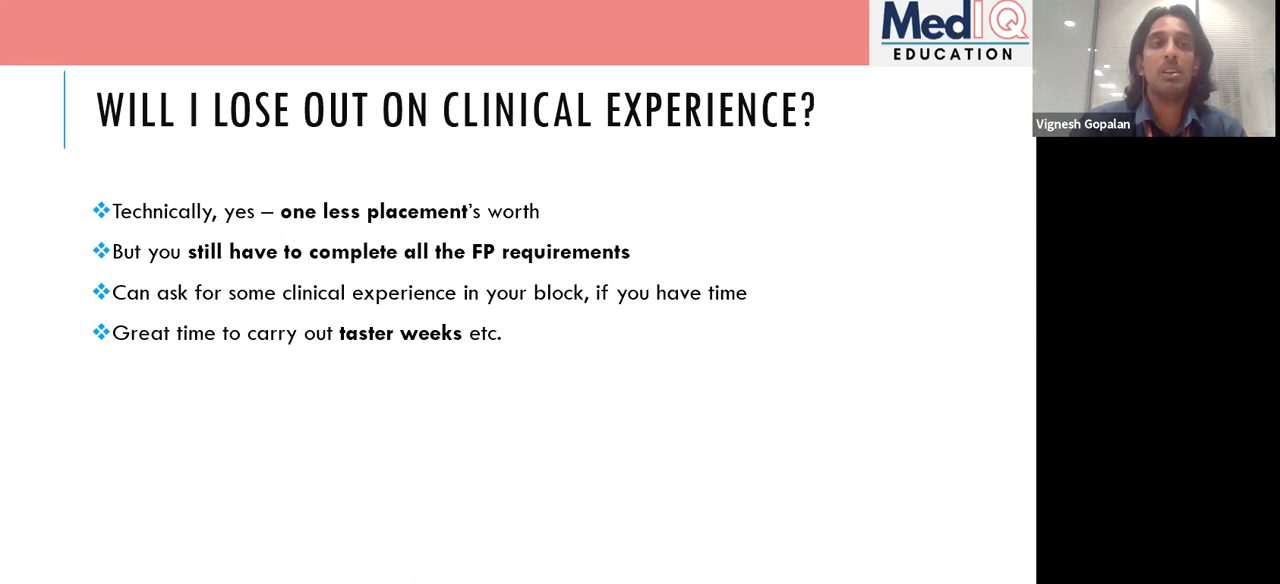 MedIQ
EDUCATION
WILL I LOSE OUT ON CLINICAL EXPERIENCE?
Vignesh Gopalan
❖Technically, yes – one less placement's worth
❖But you still have to complete all the FP requirements
❖Can ask for some clinical experience in your block, if you have time
❖Great time to carry out taster weeks etc.